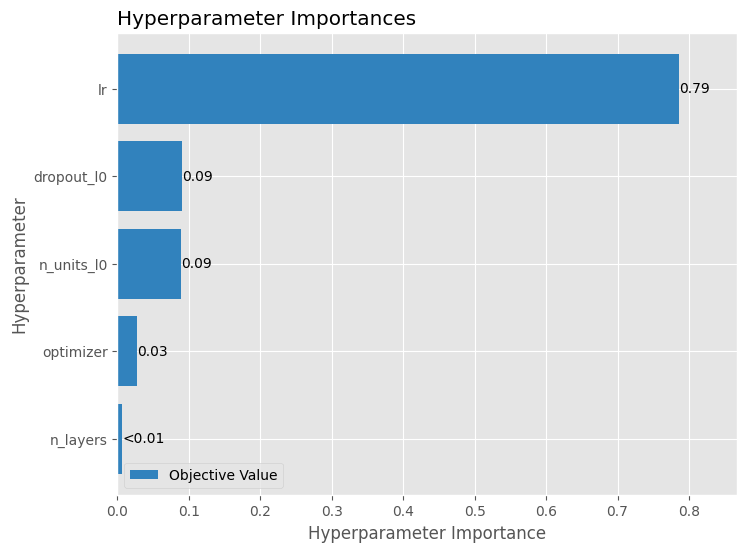 Hyperparameter Importances
Hyperparameter
lr
0.79
dropout_l0
0.09
n_units_l0
0.09
optimizer
0.03
n_layers
<0.01
Objective Value
0.0 0.1 0.2 0.3 0.4 0.5 0.6 0.7 0.8
Hyperparameter Importance